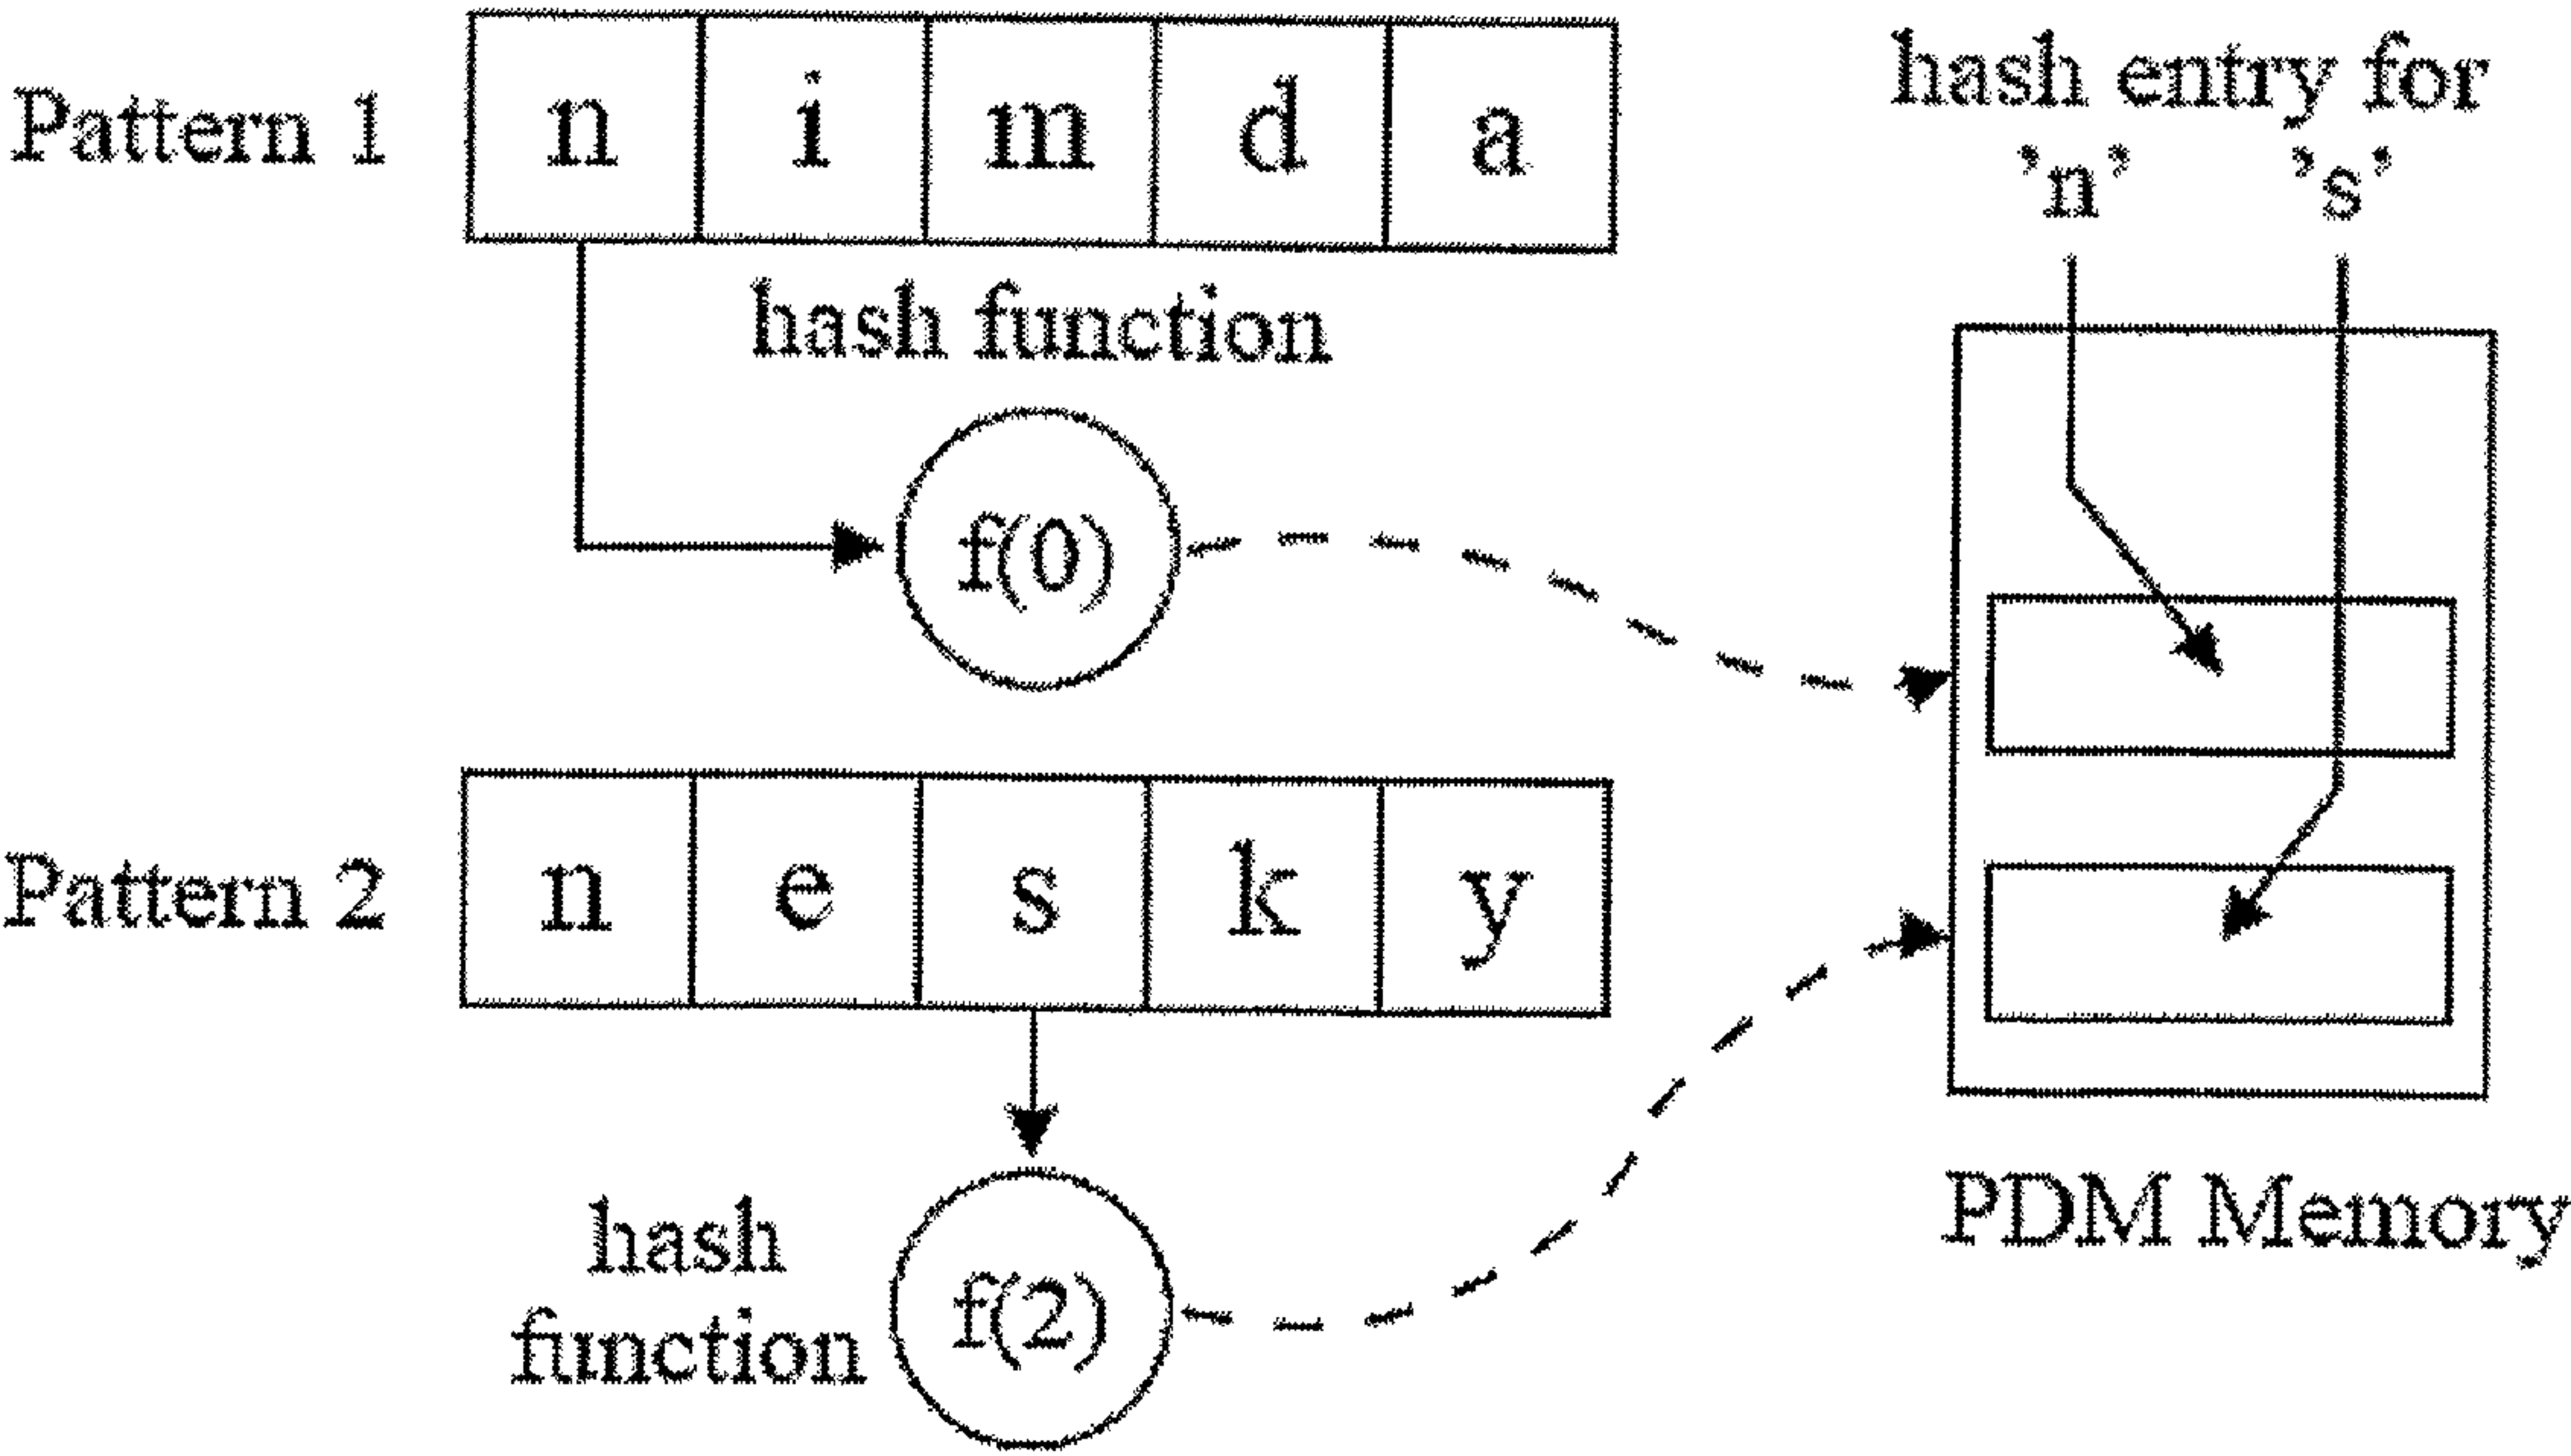 Pattern 1
n i m d a
hash entry for
'n' 's'
hash function
f(0)
Pattern 2
n e s k y
PDM Memory
hash
function
f(2)